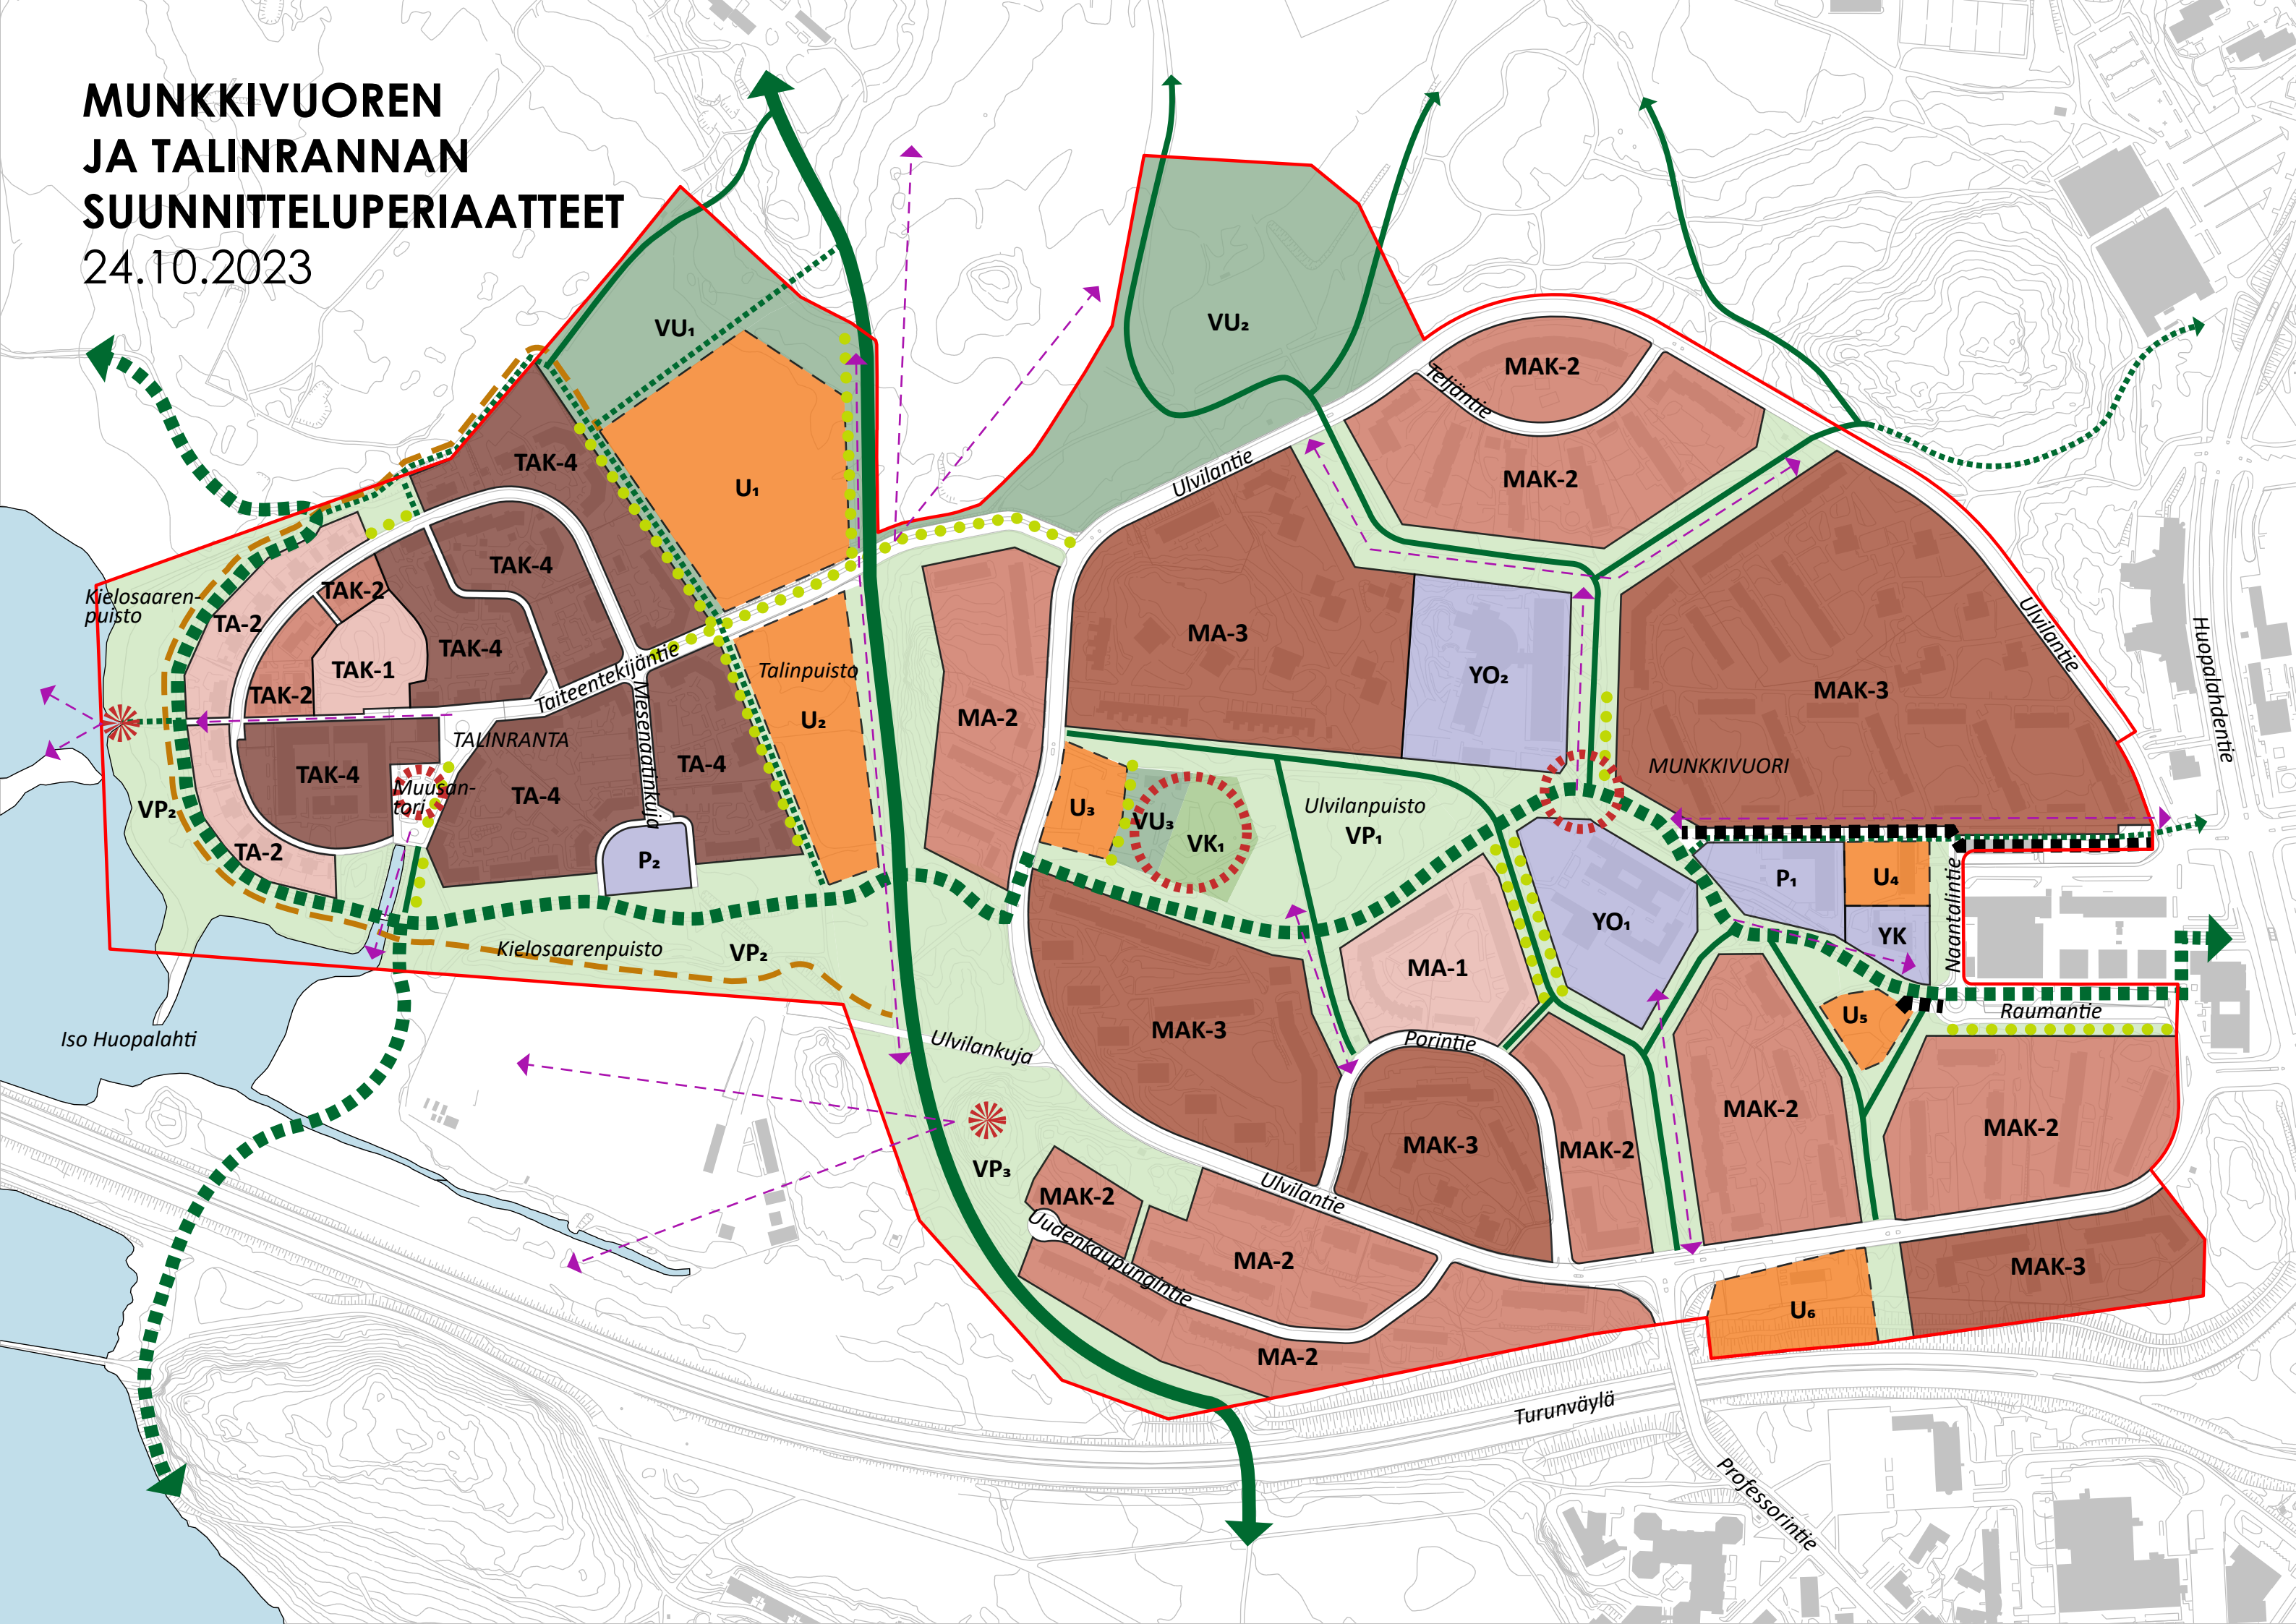 MUNKKIVUOREN
JA TALINRANNAN
SUUNNITTELUPERIAATTEET
24.10.2023
VU₁
VU₂
MAK-2
Teljäntie
TAK-4
U₁
Ulvilantie
MAK-2
TAK-4
TAK-2
Kielosaaren-
puisto
TA-2
TAK-4
TAK-1
TAK-2
Taiteentekijäntie
Talinpuisto
U₂
MA-2
MA-3
YO₂
MAK-3
Ulvilantie
Huopalahdentie
TALINRANTA
Mesenaatinkuja
TAK-4
Muusan-
tori
TA-4
TA-4
VP₂
TA-2
P₂
U₃
VU₃
VK₁
Ulvilanpuisto
VP₁
MUNKKIVUORI
P₁
U₄
YK
Naantalintie
YO₁
MA-1
Kielosaarenpuisto
VP₂
Iso Huopalahti
Ulvilankuja
MAK-3
Porintie
U₅
Raumantie
MAK-3
MAK-2
MAK-2
MAK-2
VP₃
MAK-2
Uudenkaupungintie
Ulvilantie
MA-2
MA-2
U₆
MAK-3
Turunväylä
Professorintie